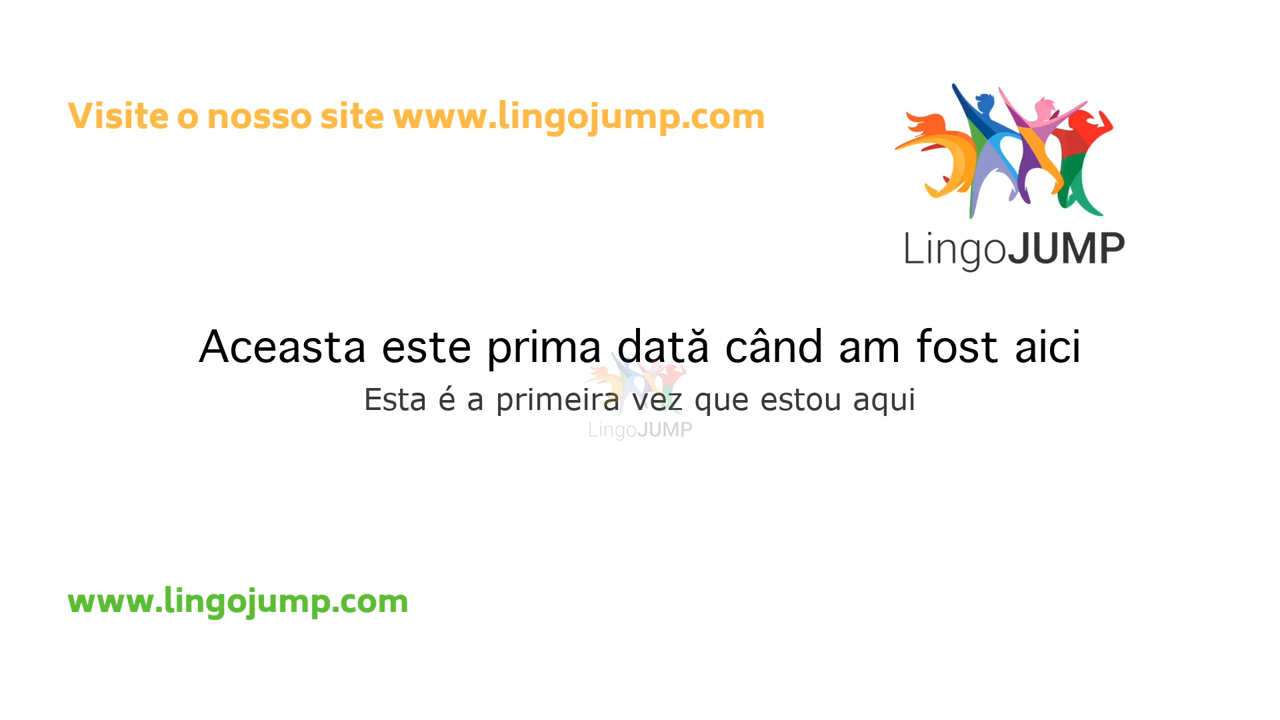 Visite o nosso site www.lingojump.com
LingoJUMP
Aceasta este prima dată când am fost aici
Esta é a primeira vez que estou aqui
LingoJUMP
www.lingojump.com